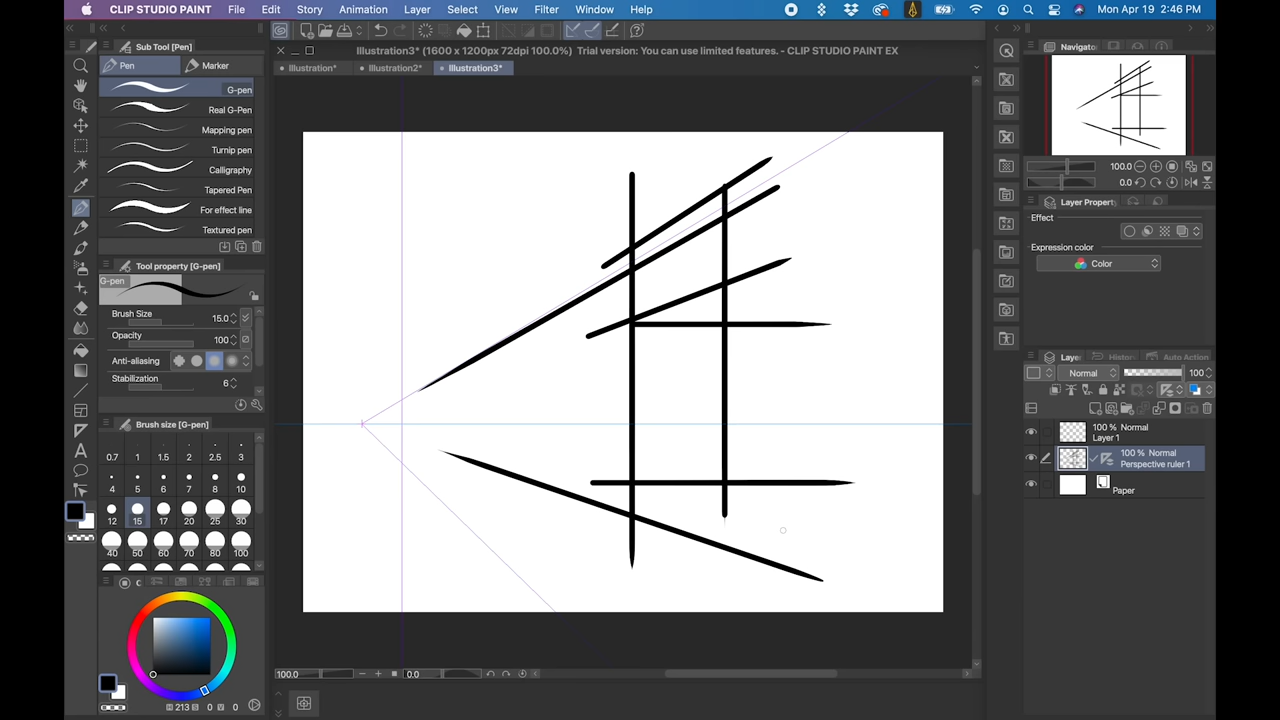 CLIP STUDIO PAINT File Edit Story Animation Layer Select View Filter Window Help Mon Apr 19 2:46 PM
Illustration3* (1600 x 1200px 72dpi 100.0%) Trial version: You can use limited features. - CLIP STUDIO PAINT EX
Sub Tool [Pen]
Pen Marker
Illustration* Illustration2* Illustration3*
G-pen
Real G-Pen
Mapping pen
Turnip pen
Calligraphy
Tapered Pen
For effect line
Textured pen
Tool property [G-pen]
G-pen
Brush Size 15.0
Opacity 100
Anti-aliasing
Stabilization 6
Brush size [G-pen]
0.7 1 1.5 2 2.5 3
4 5 6 7 8 10
12 15 17 20 25 30
40 50 60 70 80 100
213 0 V 0
100.0 0.0
Navigator
100.0
0.0
Layer Property
Effect
Expression color
Color
Layer History Auto Action
Normal 100
100 % Normal
Layer 1
100 % Normal
Perspective ruler 1
Paper